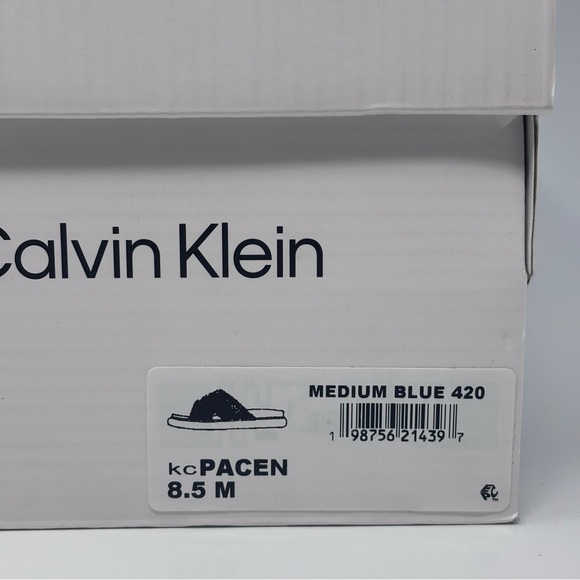 Calvin Klein
MEDIUM BLUE 420
1 98756 21439 7
kcPACEN
8.5 M